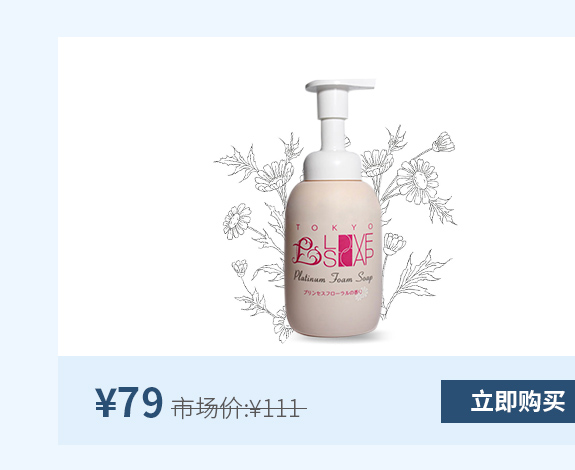 TOKYO
LOVE
SOAP
Platinum Foam Soap
プリンセスフローラルの香り
¥79 市场价:¥111 立即购买